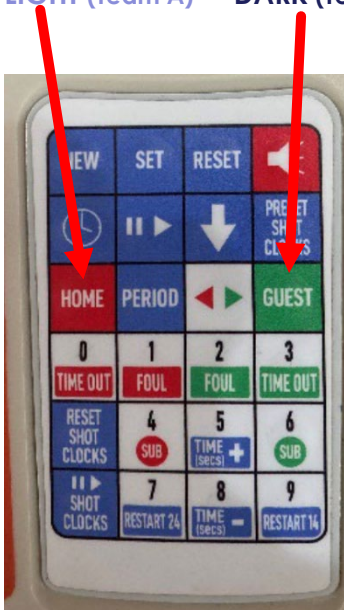 (Team A) DARK
NEW SET RESET
PRESET
SHOT
CLOCKS
HOME PERIOD GUEST
0 1 2 3
TIME OUT FOUL FOUL TIME OUT
RESET
SHOT
CLOCKS
4 5 6
SUB TIME + SUB
(secs)
SHOT
CLOCKS
7 8 9
RESTART 24 TIME - RESTART 14
(secs)